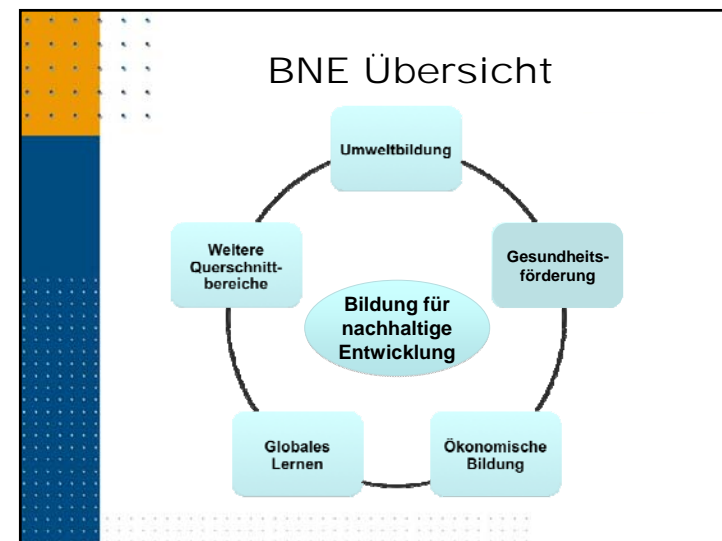 BNE Übersicht
Umweltbildung
Gesundheits-
förderung
Ökonomische
Bildung
Globales
Lernen
Weitere
Querschnitt-
bereiche
Bildung für
nachhaltige
Entwicklung